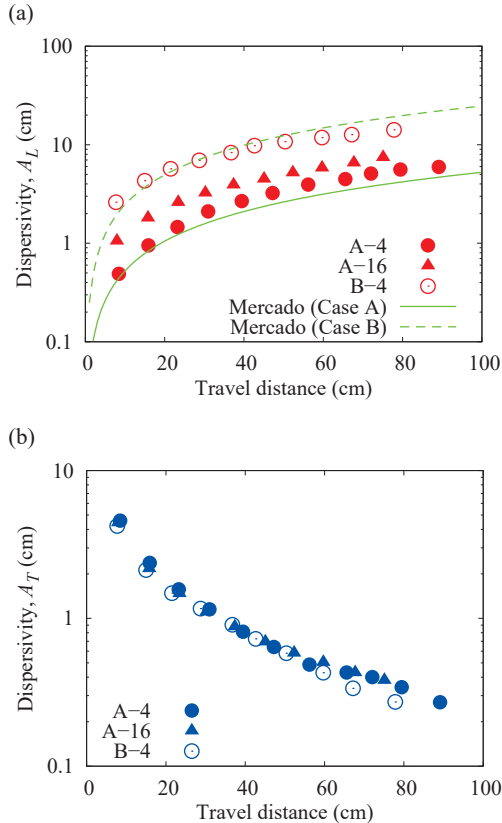 (a)
100
10
1
0.1
Dispersivity, A_L (cm)
A−4
A−16
B−4
Mercado (Case A)
Mercado (Case B)
0 20 40 60 80 100
Travel distance (cm)
(b)
10
1
0.1
Dispersivity, A_T (cm)
A−4
A−16
B−4
0 20 40 60 80 100
Travel distance (cm)